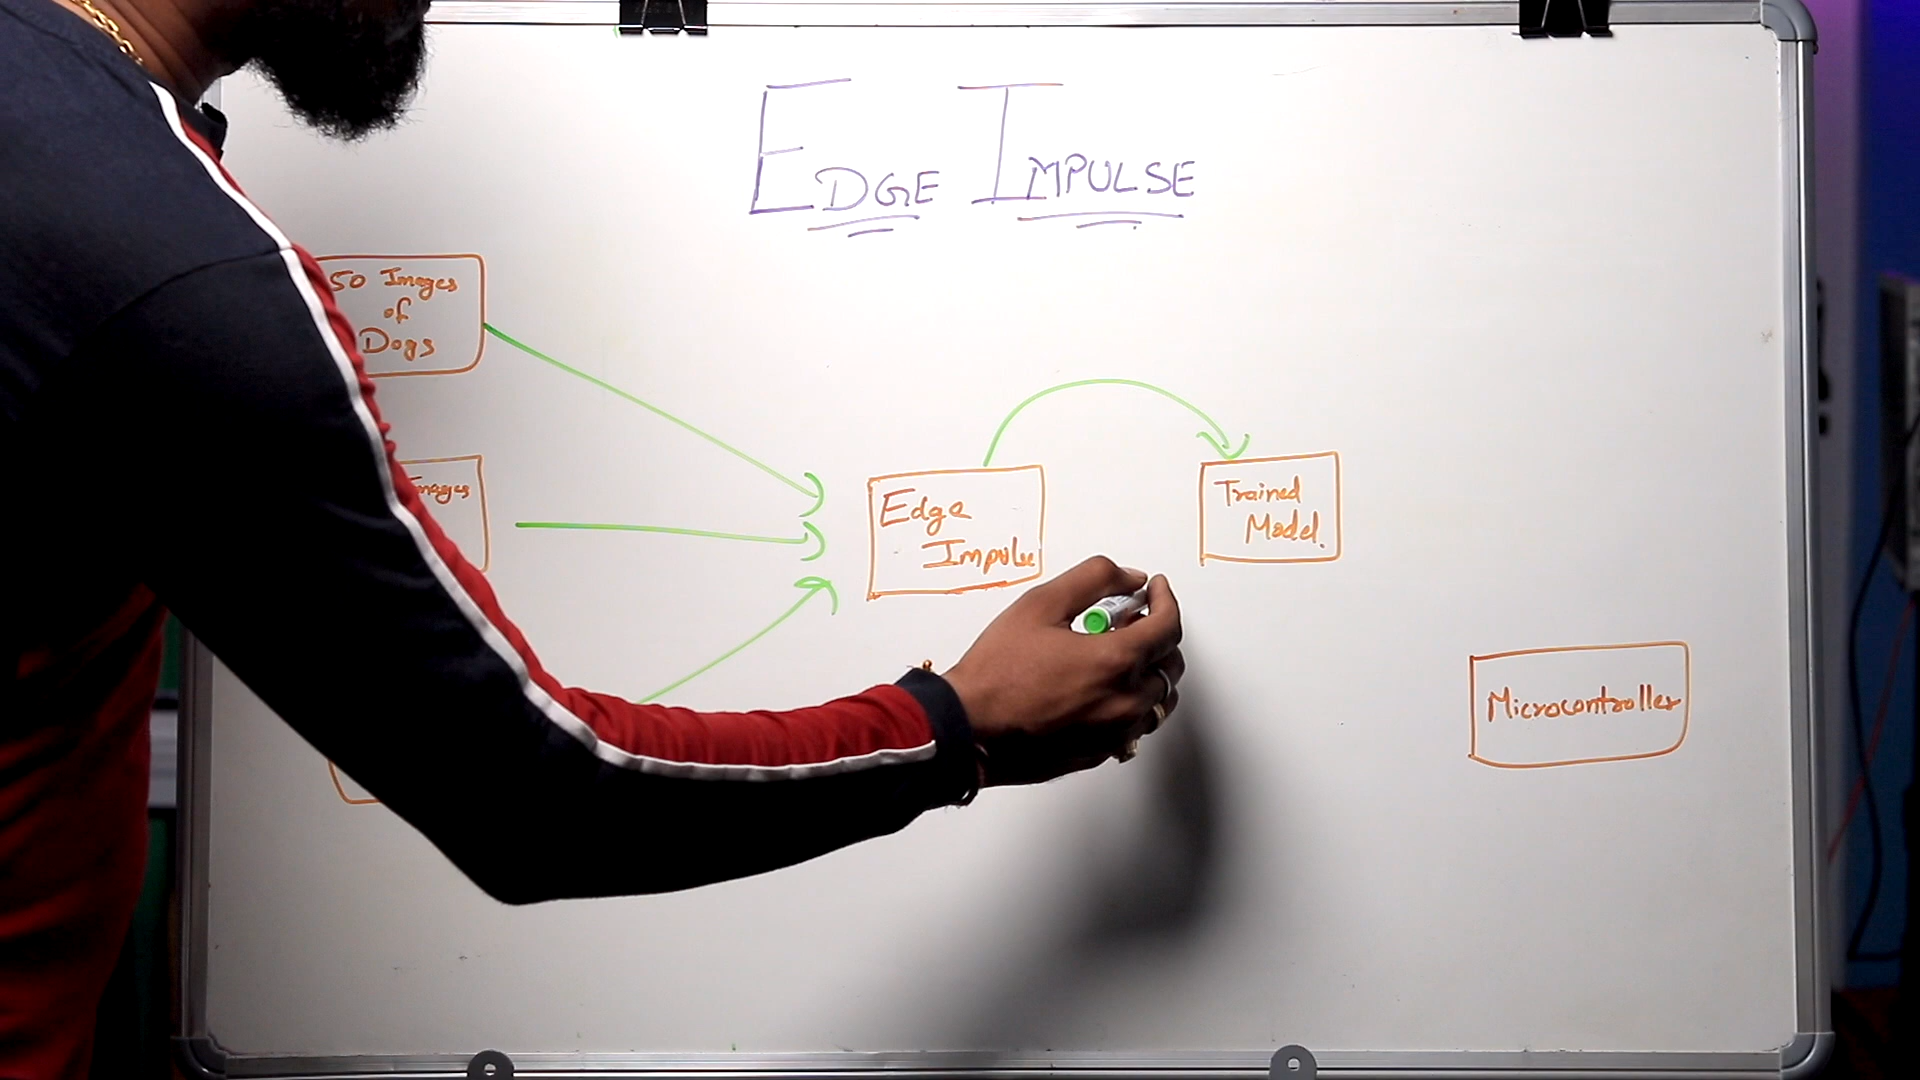 EDGE IMPULSE
50 Images
of
Dogs
Images
Edge
Impulse
Trained
Model.
Microcontroller